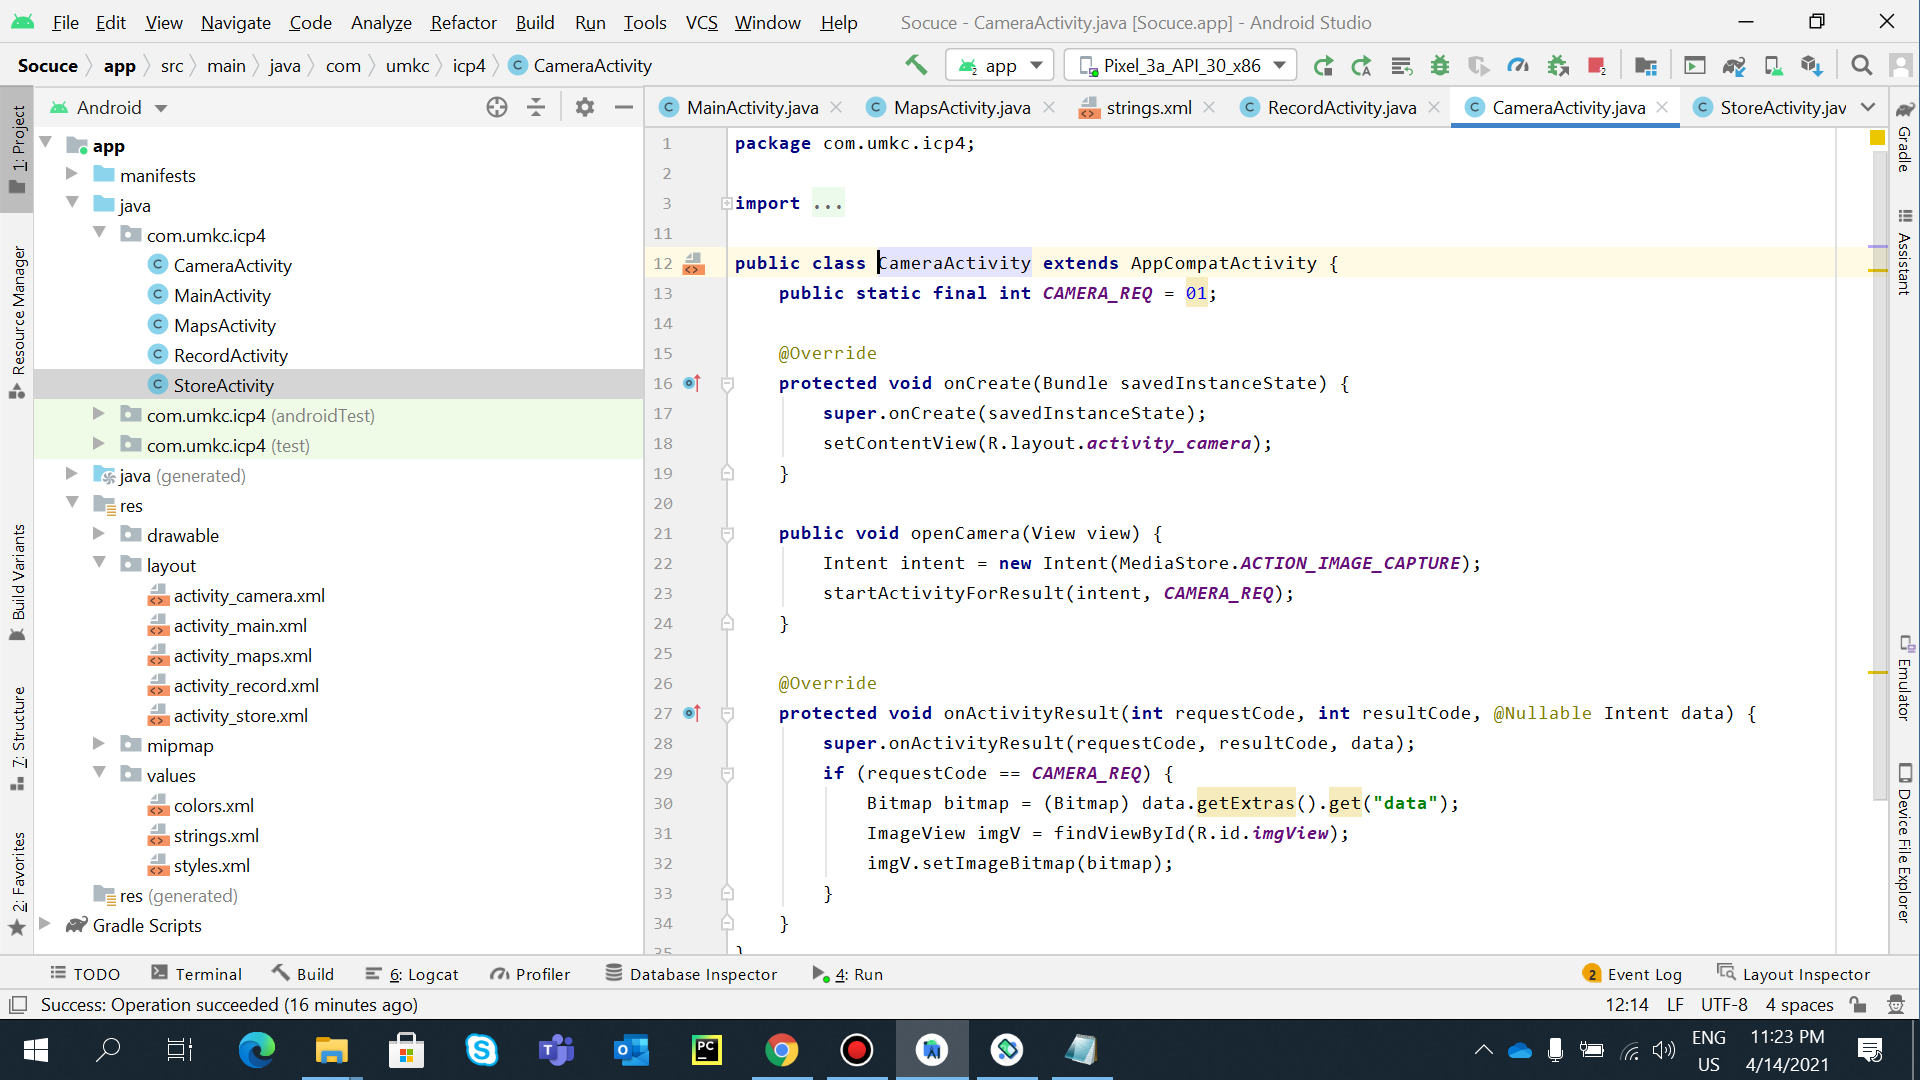 File Edit View Navigate Code Analyze Refactor Build Run Tools VCS Window Help Socuce - CameraActivity.java [Socuce.app] - Android Studio
Socuce app src main java com umkc icp4 CameraActivity app Pixel_3a_API_30_x86
Android
MainActivity.java MapsActivity.java strings.xml RecordActivity.java CameraActivity.java StoreActivity.jav
1: Project
Resource Manager
Build Variants
7: Structure
2: Favorites
app
manifests
java
com.umkc.icp4
CameraActivity
MainActivity
MapsActivity
RecordActivity
StoreActivity
com.umkc.icp4 (androidTest)
com.umkc.icp4 (test)
java (generated)
res
drawable
layout
activity_camera.xml
activity_main.xml
activity_maps.xml
activity_record.xml
activity_store.xml
mipmap
values
colors.xml
strings.xml
styles.xml
res (generated)
Gradle Scripts
1 package com.umkc.icp4;
2
3 import ...
11
12 public class CameraActivity extends AppCompatActivity {
13 public static final int CAMERA_REQ = 01;
14
15 @Override
16 protected void onCreate(Bundle savedInstanceState) {
17 super.onCreate(savedInstanceState);
18 setContentView(R.layout.activity_camera);
19 }
20
21 public void openCamera(View view) {
22 Intent intent = new Intent(MediaStore.ACTION_IMAGE_CAPTURE);
23 startActivityForResult(intent, CAMERA_REQ);
24 }
25
26 @Override
27 protected void onActivityResult(int requestCode, int resultCode, @Nullable Intent data) {
28 super.onActivityResult(requestCode, resultCode, data);
29 if (requestCode == CAMERA_REQ) {
30 Bitmap bitmap = (Bitmap) data.getExtras().get("data");
31 ImageView imgV = findViewById(R.id.imgView);
32 imgV.setImageBitmap(bitmap);
33 }
34 }
35 }
Gradle
Assistant
Emulator
Device File Explorer
TODO Terminal Build 6: Logcat Profiler Database Inspector 4: Run 2 Event Log Layout Inspector
Success: Operation succeeded (16 minutes ago) 12:14 LF UTF-8 4 spaces
ENG 11:23 PM
US 4/14/2021